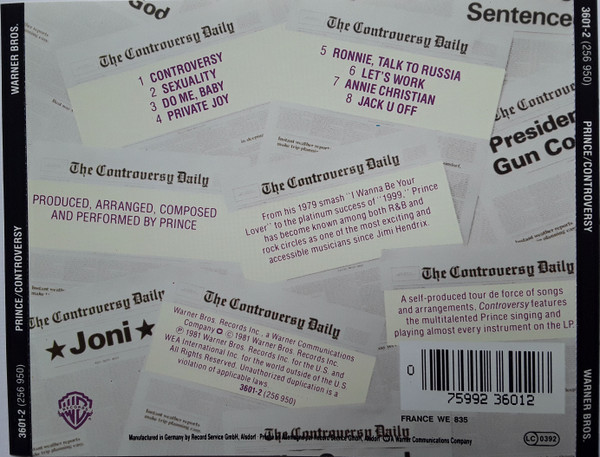 God
The Controversy Daily
1 CONTROVERSY
2 SEXUALITY
3 DO ME, BABY
4 PRIVATE JOY
Sentence
The Controversy Daily
5 RONNIE, TALK TO RUSSIA
6 LET'S WORK
7 ANNIE CHRISTIAN
8 JACK U OFF
The Controve
Presiden
Gun Co
The Controversy Daily
PRODUCED, ARRANGED, COMPOSED
AND PERFORMED BY PRINCE
The Controversy Daily
From his 1979 smash "I Wanna Be Your
Lover" to the platinum success of "1999," Prince
has become known among both R&B and
rock circles as one of the most exciting and
accessible musicians since Jimi Hendrix.
The Controversy Daily
★Joni★
The Controversy Daily
Warner Bros. Records Inc., a Warner Communications
Company © 1981 Warner Bros. Records Inc.
℗ 1981 Warner Bros. Records Inc. for the U.S. and
WEA International Inc. for the world outside of the U.S.
All Rights Reserved. Unauthorized duplication is a
violation of applicable laws.
3601-2 (256 950)
The Controversy Daily
A self-produced tour de force of songs
and arrangements, Controversy features
the multitalented Prince singing and
playing almost every instrument on the LP.
0 75992 36012
FRANCE WE 835
LC 0392
The Controversy Daily
Manufactured in Germany by Record Service GmbH, Alsdorf
A Warner Communications Company
WARNER BROS.
PRINCE/CONTROVERSY
3601-2 (256 950)
3601-2 (256 950)
PRINCE/CONTROVERSY
WARNER BROS.